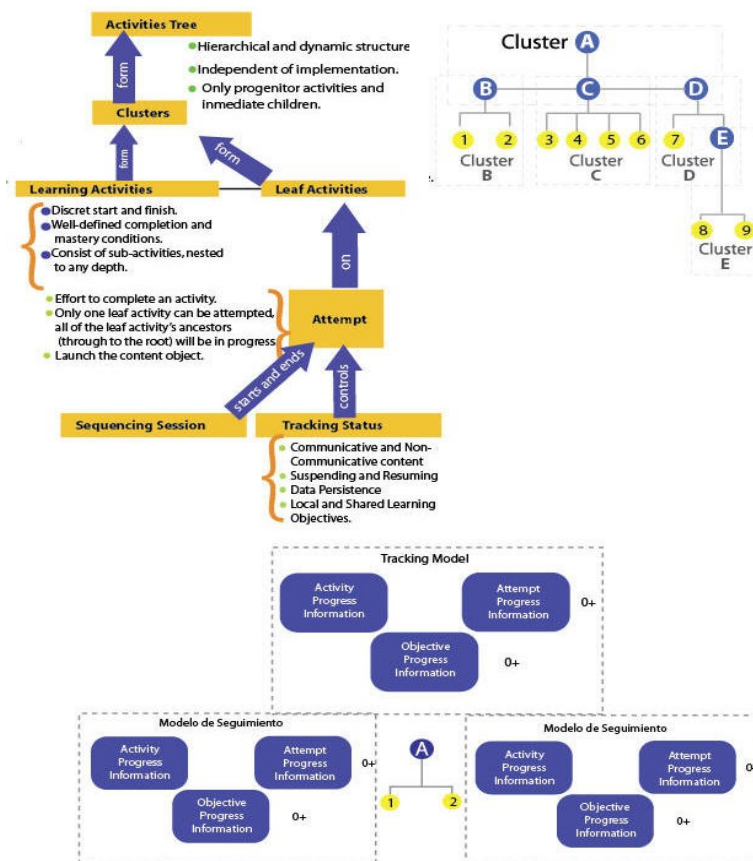 Activities Tree
Hierarchical and dynamic structure
Independent of implementation.
Only progenitor activities and
inmediate children.
form
Clusters
form
form
Learning Activities
Leaf Activities
Discret start and finish.
Well-defined completion and
mastery conditions.
Consist of sub-activities, nested
to any depth.
on
Effort to complete an activity.
Only one leaf activity can be attempted,
all of the leaf activity's ancestors
(through to the root) will be in progress
Launch the content object.
Attempt
starts and ends
controls
Sequencing Session
Tracking Status
Communicative and Non-
Communicative content
Suspending and Resuming
Data Persistence
Local and Shared Learning
Objectives.
Cluster
A
B
C
D
1
2
3
4
5
6
7
E
Cluster
B
Cluster
C
Cluster
D
8
9
Cluster
E
Tracking Model
Activity
Progress
Information
Attempt
Progress
Information
0+
Objective
Progress
Information
0+
Modelo de Seguimiento
Activity
Progress
Information
Attempt
Progress
Information
0+
Objective
Progress
Information
0+
A
1
2
Modelo de Seguimiento
Activity
Progress
Information
Attempt
Progress
Information
0
Objective
Progress
Information
0+